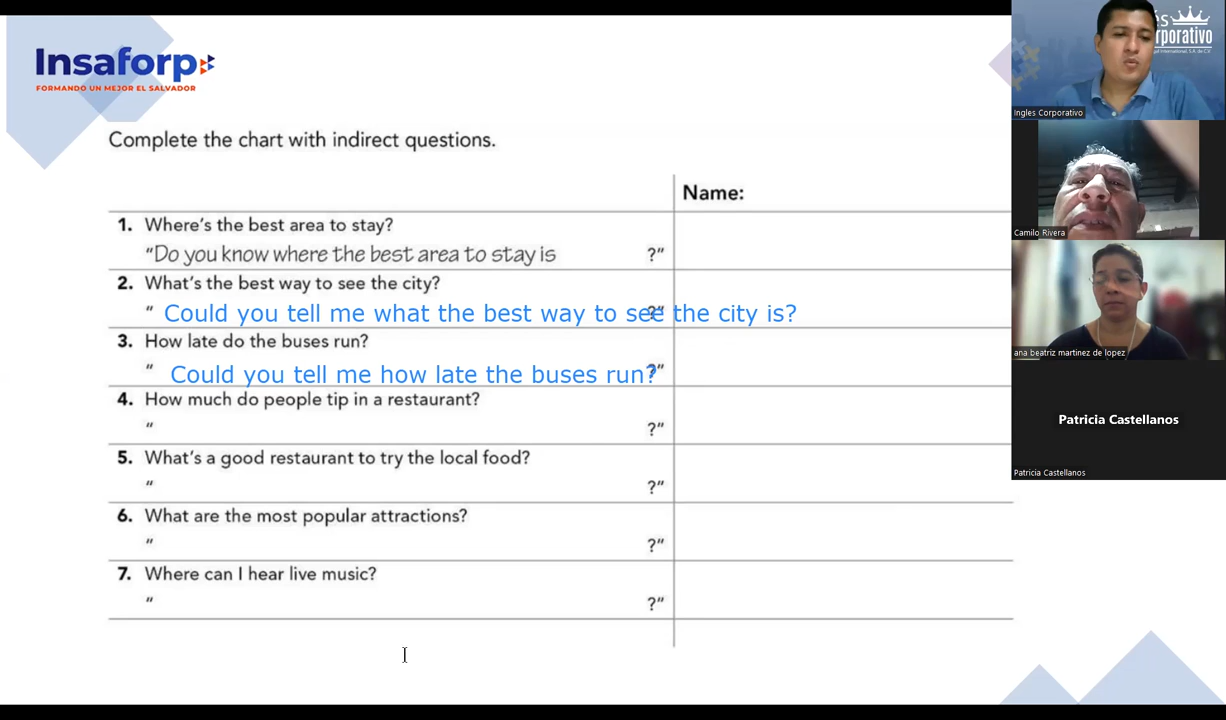 Insaforp
FORMANDO UN MEJOR EL SALVADOR
Complete the chart with indirect questions.
Name:
1. Where's the best area to stay?
"Do you know where the best area to stay is ?"
2. What's the best way to see the city?
" Could you tell me what the best way to see the city is? ?"
3. How late do the buses run?
" Could you tell me how late the buses run? ?"
4. How much do people tip in a restaurant?
" ?"
5. What's a good restaurant to try the local food?
" ?"
6. What are the most popular attractions?
" ?"
7. Where can I hear live music?
" ?"
Ingles Corporativo
Camilo Rivera
ana beatriz martinez de lopez
Patricia Castellanos
Patricia Castellanos